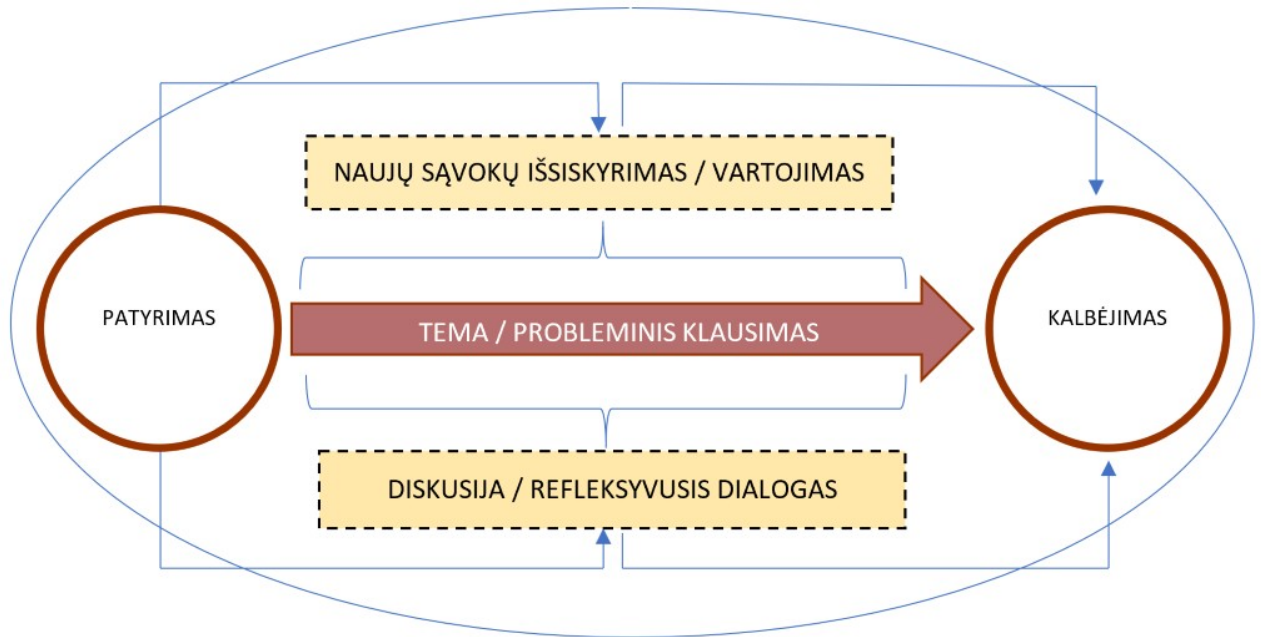 NAUJŲ SĄVOKŲ IŠSISKYRIMAS / VARTOJIMAS
PATYRIMAS
TEMA / PROBLEMINIS KLAUSIMAS
KALBĖJIMAS
DISKUSIJA / REFLEKSYVUSIS DIALOGAS